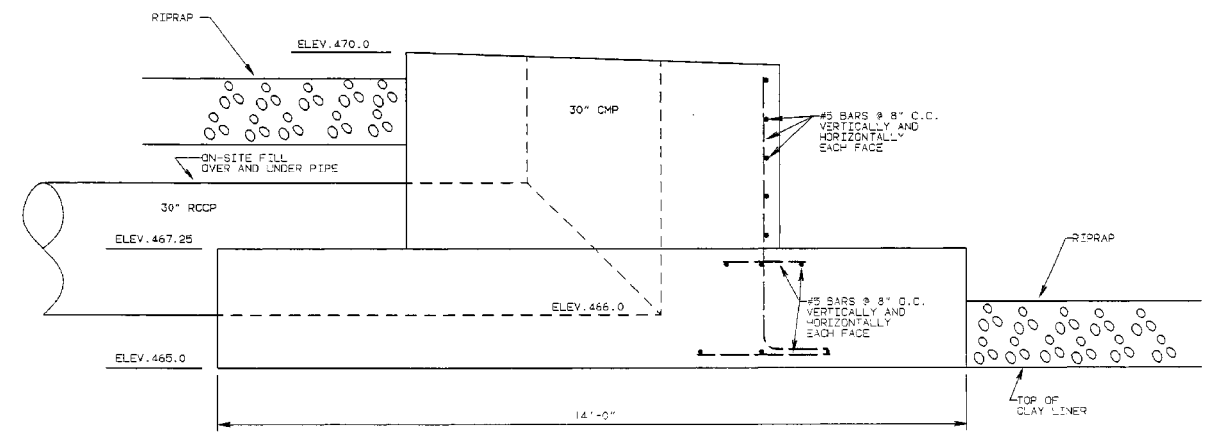 RIPRAP
ELEV.470.0
30" CMP
#5 BARS @ 8" O.C.
VERTICALLY AND
HORIZONTALLY
EACH FACE
ON-SITE FILL
OVER AND UNDER PIPE
30" RCCP
ELEV.467.25
RIPRAP
ELEV.466.0
#5 BARS @ 8" O.C.
VERTICALLY AND
HORIZONTALLY
EACH FACE
ELEV.465.0
TOP OF
CLAY LINER
14'-0"